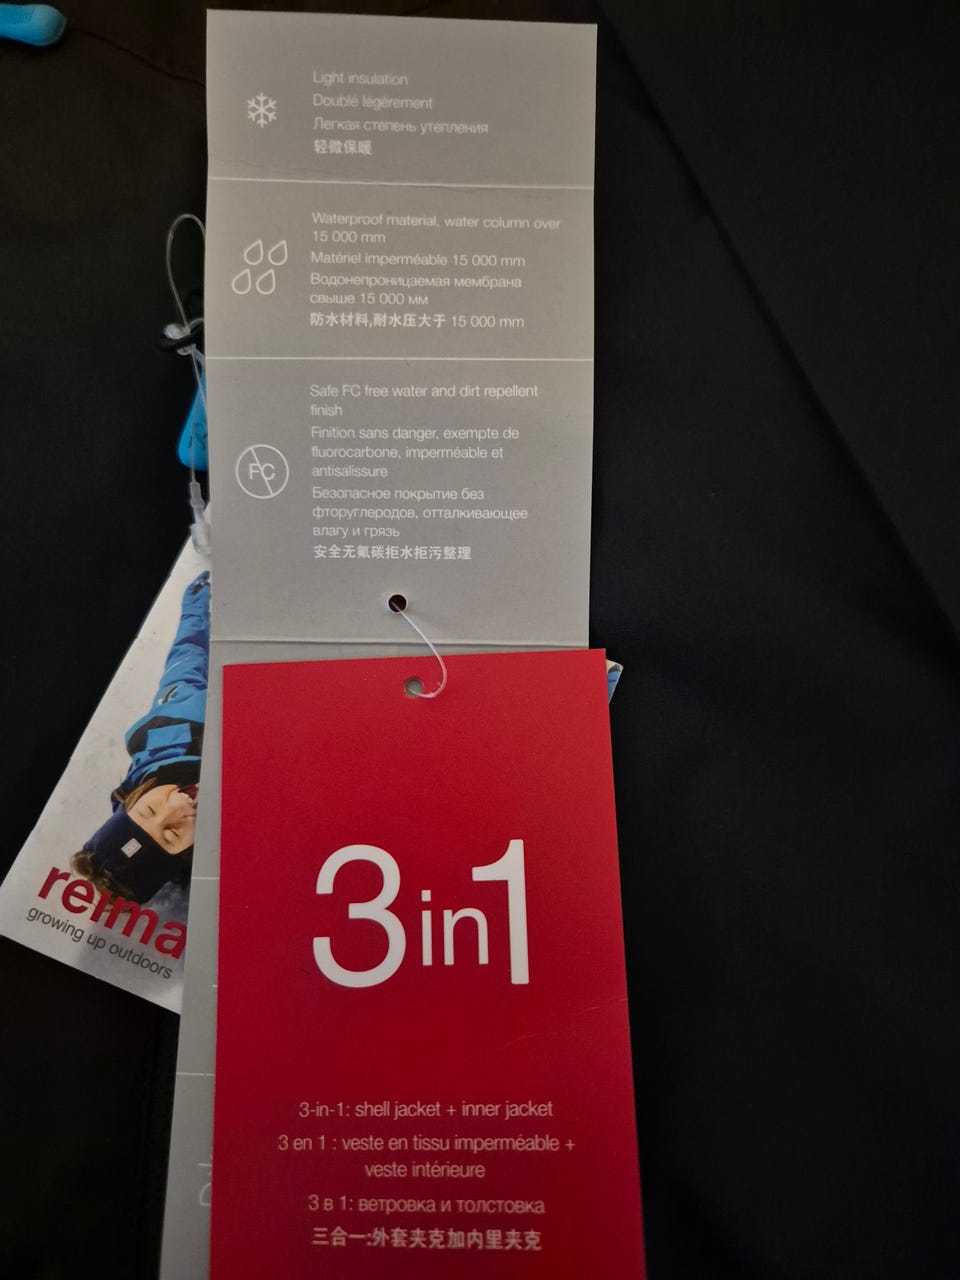 Light insulation
Doublé légèrement
Легкая степень утепления
轻微保暖
Waterproof material, water column over
15 000 mm
Matériel imperméable 15 000 mm
Водонепроницаемая мембрана
свыше 15 000 мм
防水材料,耐水压大于 15 000 mm
Safe FC free water and dirt repellent
finish
FC
Finition sans danger, exempte de
fluorocarbone, imperméable et
antisalissure
Безопасное покрытие без
фторуглеродов, отталкивающее
влагу и грязь
安全无氟碳拒水拒污整理
reima
growing up outdoors
3in1
3-in-1: shell jacket + inner jacket
3 en 1 : veste en tissu imperméable +
veste intérieure
3 в 1: ветровка и толстовка
三合一:外套夹克加内里夹克